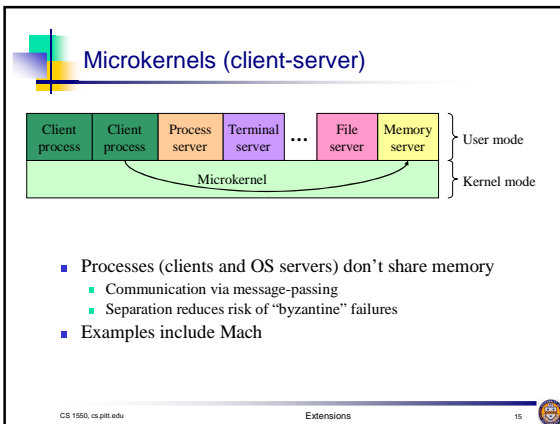 Microkernels (client-server)
Client process
Client process
Process server
Terminal server
...
File server
Memory server
User mode
Microkernel
Kernel mode
Processes (clients and OS servers) don't share memory
Communication via message-passing
Separation reduces risk of "byzantine" failures
Examples include Mach
CS 1550, cs.pitt.edu
Extensions
15